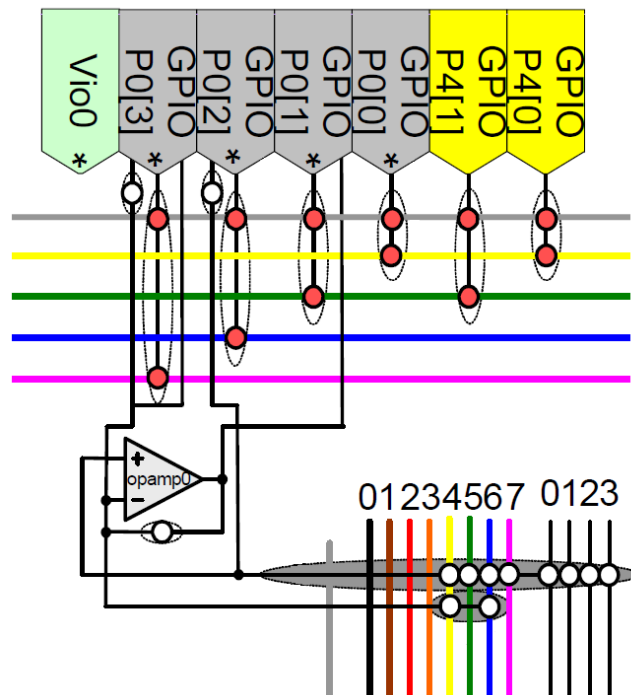 Vio0
*
GPIO
P0[3]
*
GPIO
P0[2]
*
GPIO
P0[1]
*
GPIO
P0[0]
*
GPIO
P4[1]
GPIO
P4[0]
+
opamp0
−
01234567 0123